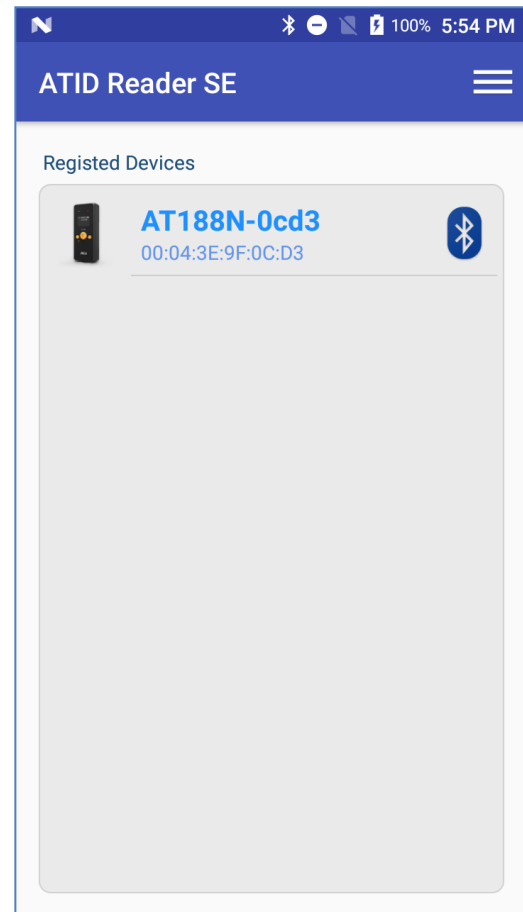 100% 5:54 PM
ATID Reader SE
Registed Devices
AT188N-0cd3
00:04:3E:9F:0C:D3